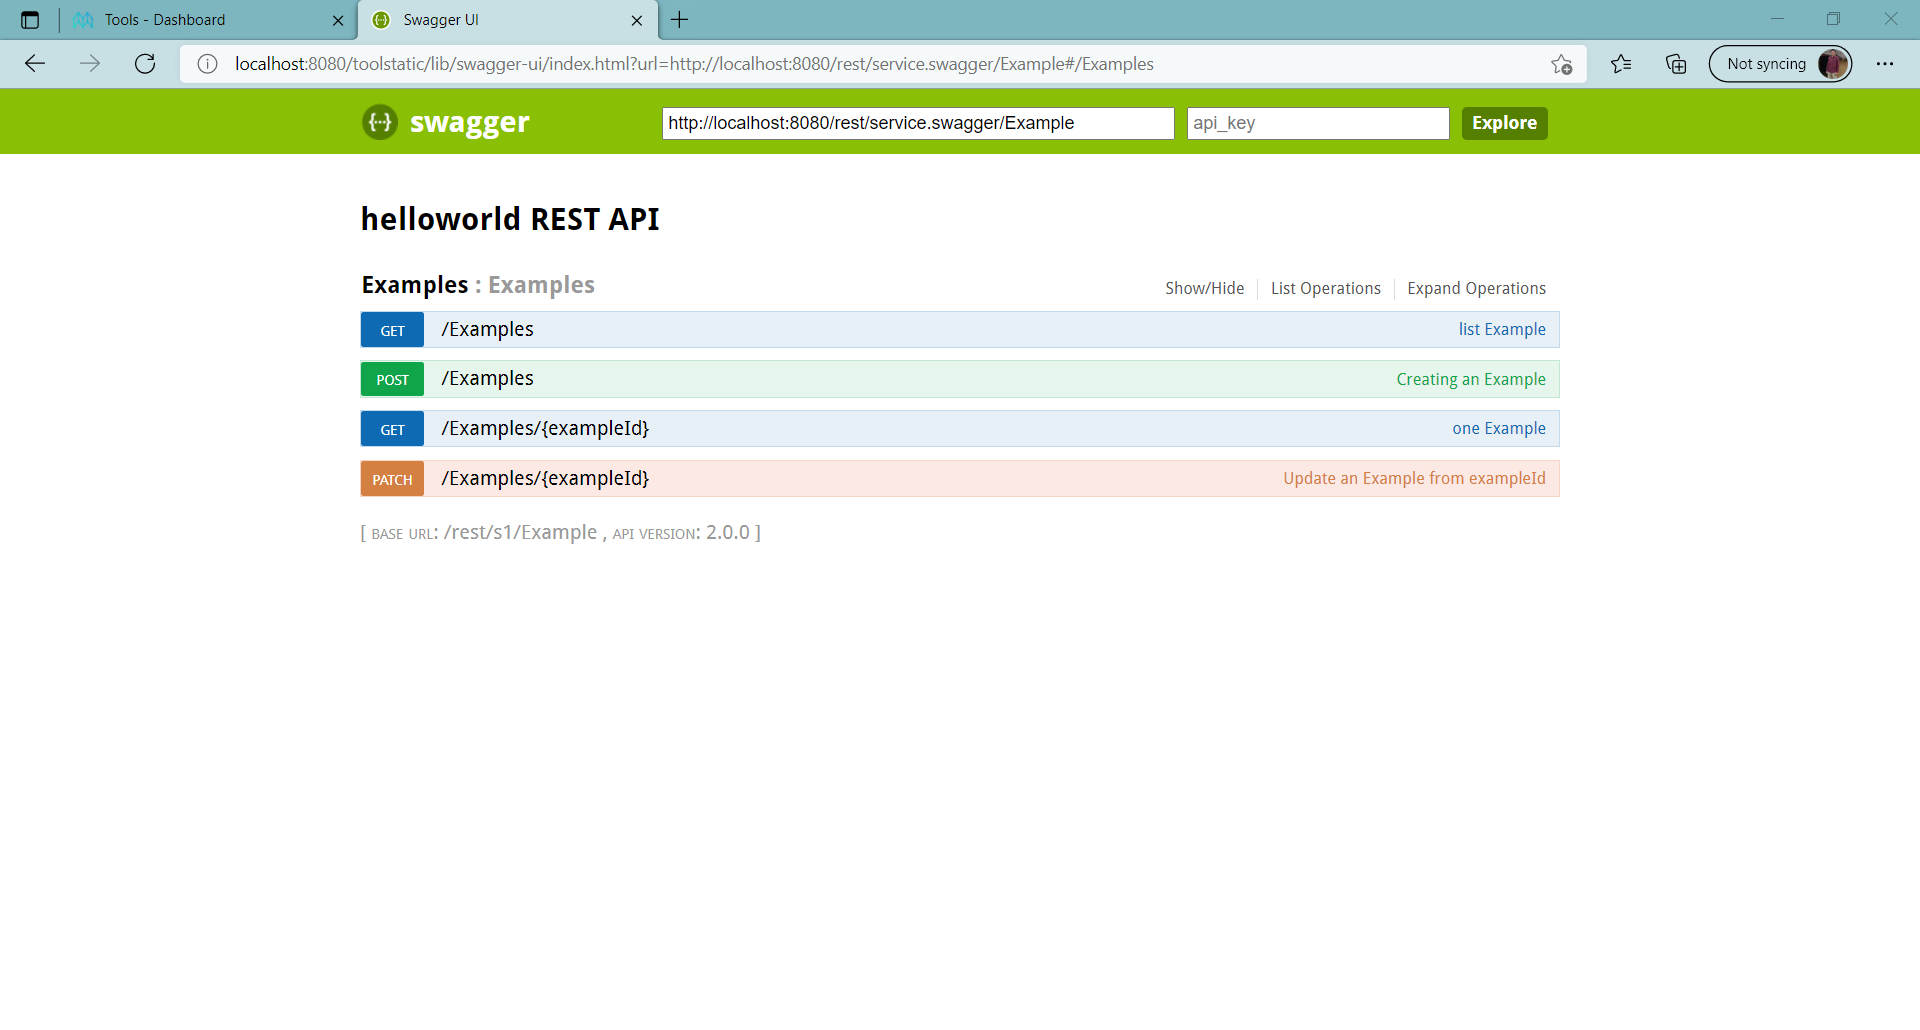 Tools - Dashboard
Swagger UI
localhost:8080/toolstatic/lib/swagger-ui/index.html?url=http://localhost:8080/rest/service.swagger/Example#/Examples
Not syncing
{···} swagger
http://localhost:8080/rest/service.swagger/Example
api_key
Explore
helloworld REST API
Examples : Examples
Show/Hide
List Operations
Expand Operations
GET /Examples list Example
POST /Examples Creating an Example
GET /Examples/{exampleId} one Example
PATCH /Examples/{exampleId} Update an Example from exampleId
[ BASE URL: /rest/s1/Example , API VERSION: 2.0.0 ]